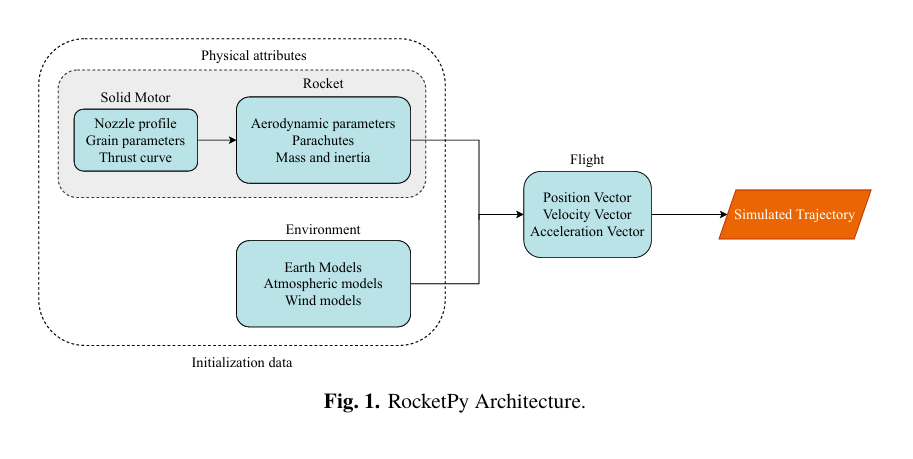 Physical attributes
Solid Motor
Nozzle profile
Grain parameters
Thrust curve
Rocket
Aerodynamic parameters
Parachutes
Mass and inertia
Environment
Earth Models
Atmospheric models
Wind models
Initialization data
Flight
Position Vector
Velocity Vector
Acceleration Vector
Simulated Trajectory
Fig. 1. RocketPy Architecture.